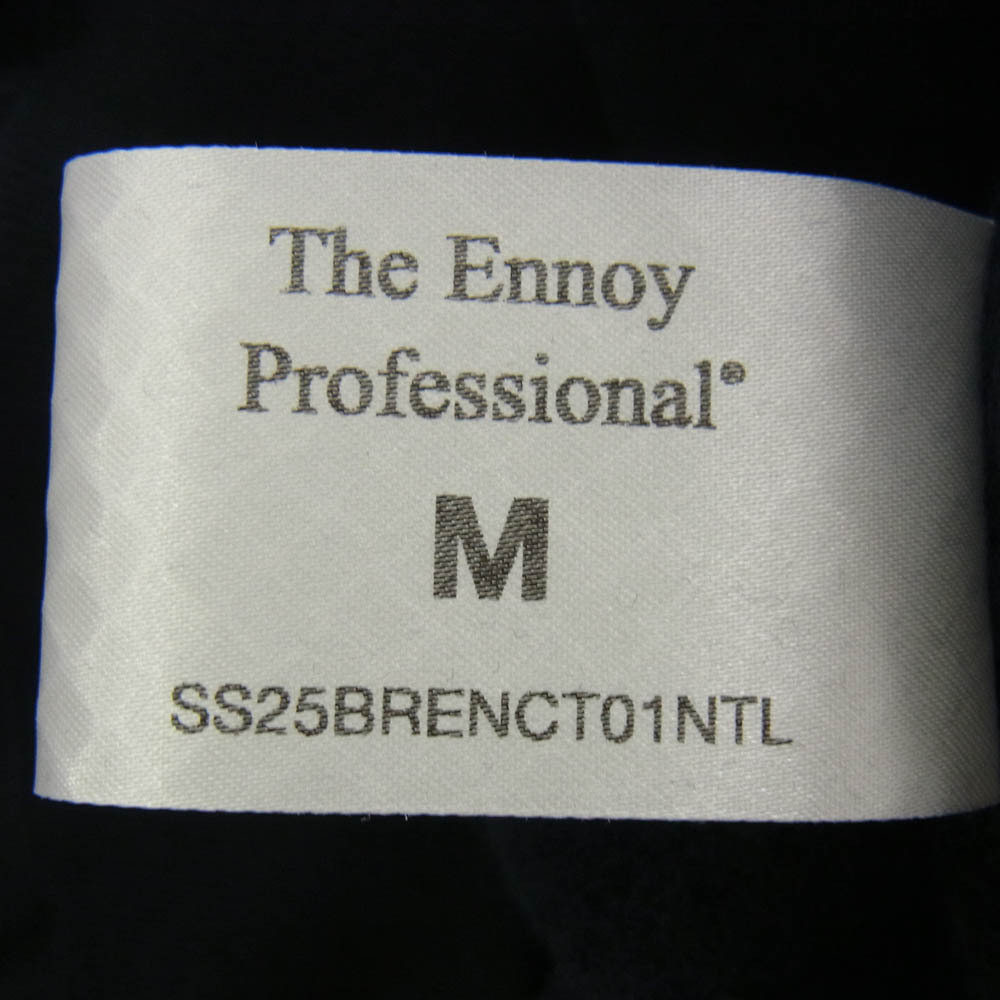 The Ennoy
Professional®
M
SS25BRENCT01NTL